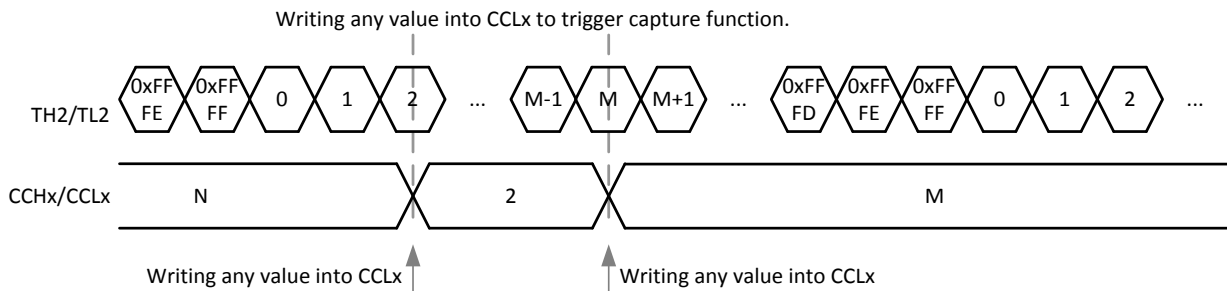 Writing any value into CCLx to trigger capture function.
TH2/TL2
0xFF
FE
0xFF
FF
0
1
2
...
M-1
M
M+1
...
0xFF
FD
0xFF
FE
0xFF
FF
0
1
2
...
CCHx/CCLx
N
2
M
Writing any value into CCLx
Writing any value into CCLx